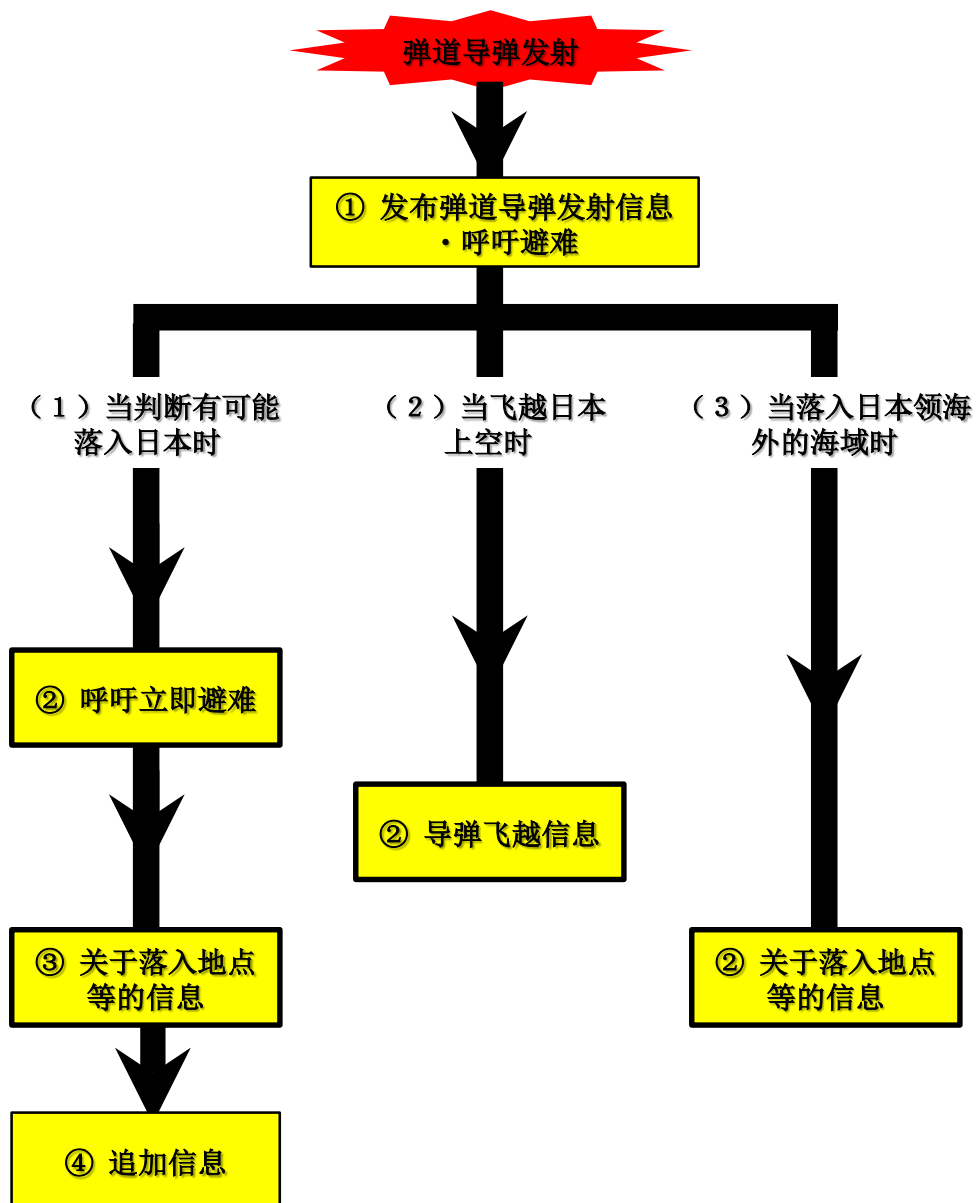 弹道导弹发射
① 发布弹道导弹发射信息
・呼吁避难
（１）当判断有可能
落入日本时
（２）当飞越日本
上空时
（３）当落入日本领海
外的海域时
② 呼吁立即避难
② 导弹飞越信息
③ 关于落入地点
等的信息
② 关于落入地点
等的信息
④ 追加信息